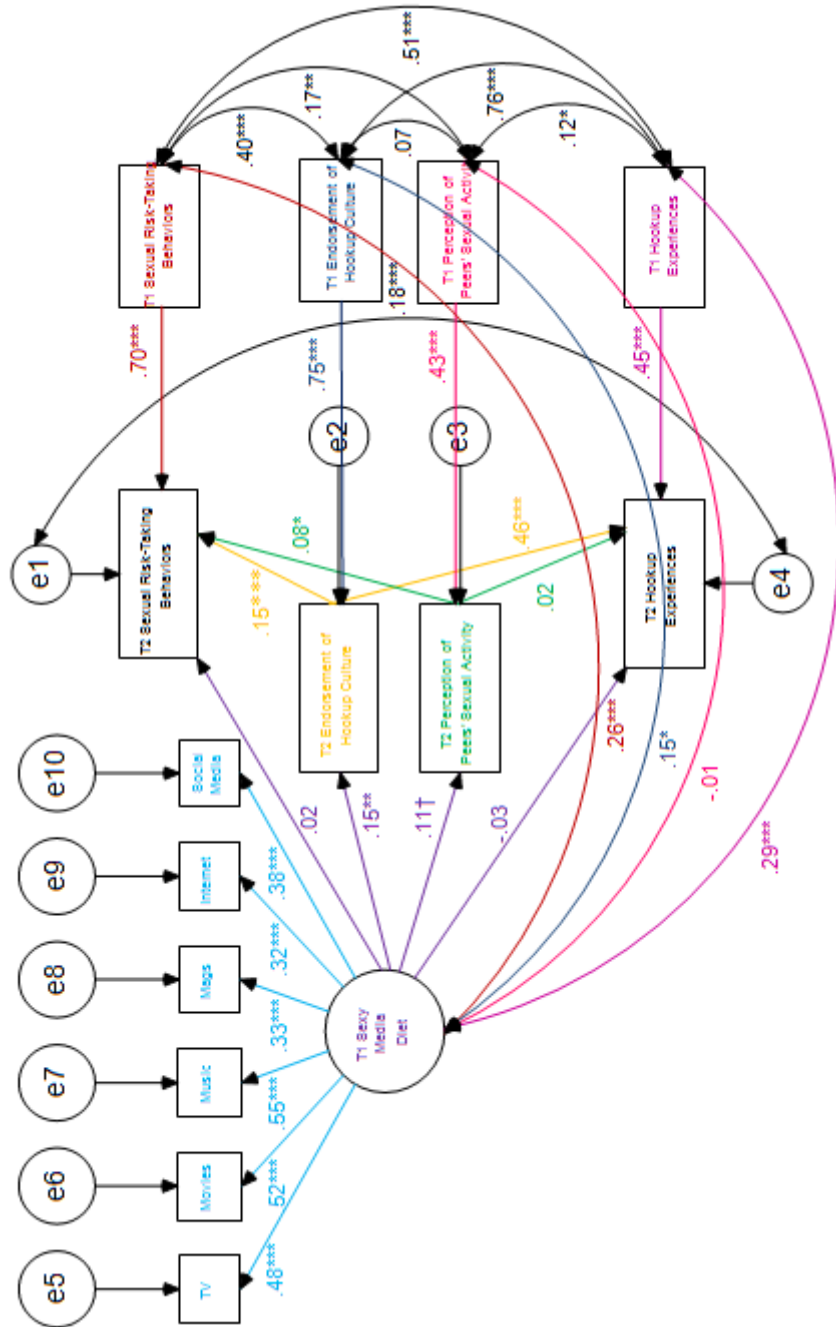 e5
e6
e7
e8
e9
e10
TV
Movies
Music
Mags
Internet
Social
Media
.48***
.52***
.55***
.33***
.32***
.38***
T1 Sexy
Media
Diet
.02
.15**
.11†
-.03
e1
T2 Sexual Risk-Taking
Behaviors
T2 Endorsement of
Hookup Culture
T2 Perception of
Peers' Sexual Activity
T2 Hookup
Experiences
e4
.15***
.08*
.46***
.02
e2
e3
.70***
.75***
.43***
.45***
.18***
T1 Sexual Risk-Taking
Behaviors
T1 Endorsement of
Hookup Culture
T1 Perception of
Peers' Sexual Activity
T1 Hookup
Experiences
.40***
.17**
.51***
.07
.76***
.12*
.26***
.15*
-.01
.29***